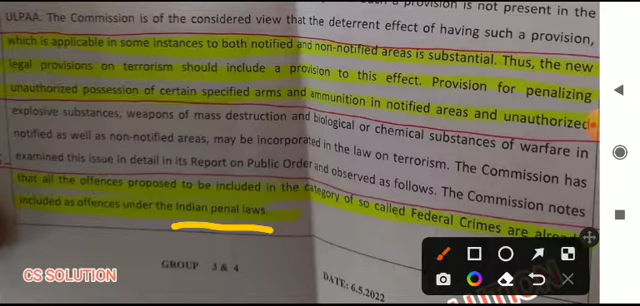 provision is not present in the
ULPAA. The Commission is of the considered view that the deterrent effect of having such a provision,
which is applicable in some instances to both notified and non-notified areas is substantial. Thus, the new
legal provisions on terrorism should include a provision to this effect. Provision for penalizing
unauthorized possession of certain specified arms and ammunition in notified areas and unauthorized
explosive substances, weapons of mass destruction and biological or chemical substances of warfare in
notified as well as non-notified areas, may be incorporated in the law on terrorism. The Commission has
examined this issue in detail in its Report on Public Order and observed as follows. The Commission notes
that all the offences proposed to be included in the category of so called Federal Crimes are
included as offences under the Indian penal laws.
GROUP 3 & 4
DATE: 6.5.2022
CS SOLUTION